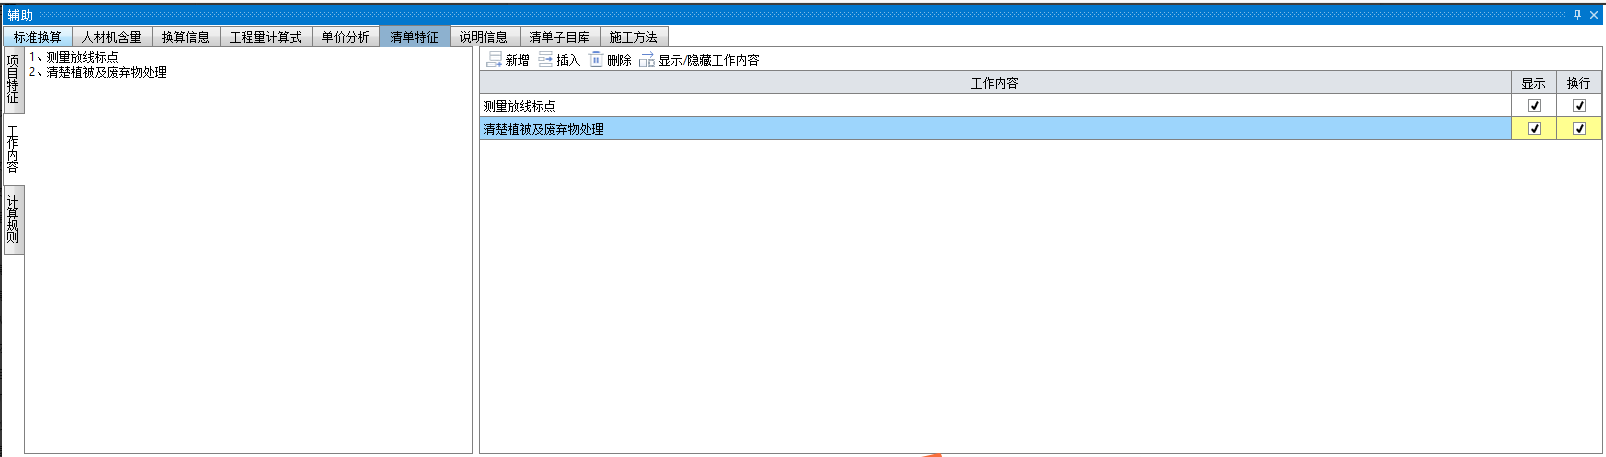 辅助
标准换算 人材机含量 换算信息 工程量计算式 单价分析 清单特征 说明信息 清单子目库 施工方法
项目特征
工作内容
计算规则
1、测量放线标点
2、清楚植被及废弃物处理
新增 插入 删除 显示/隐藏工作内容
工作内容 显示 换行
测量放线标点
清楚植被及废弃物处理